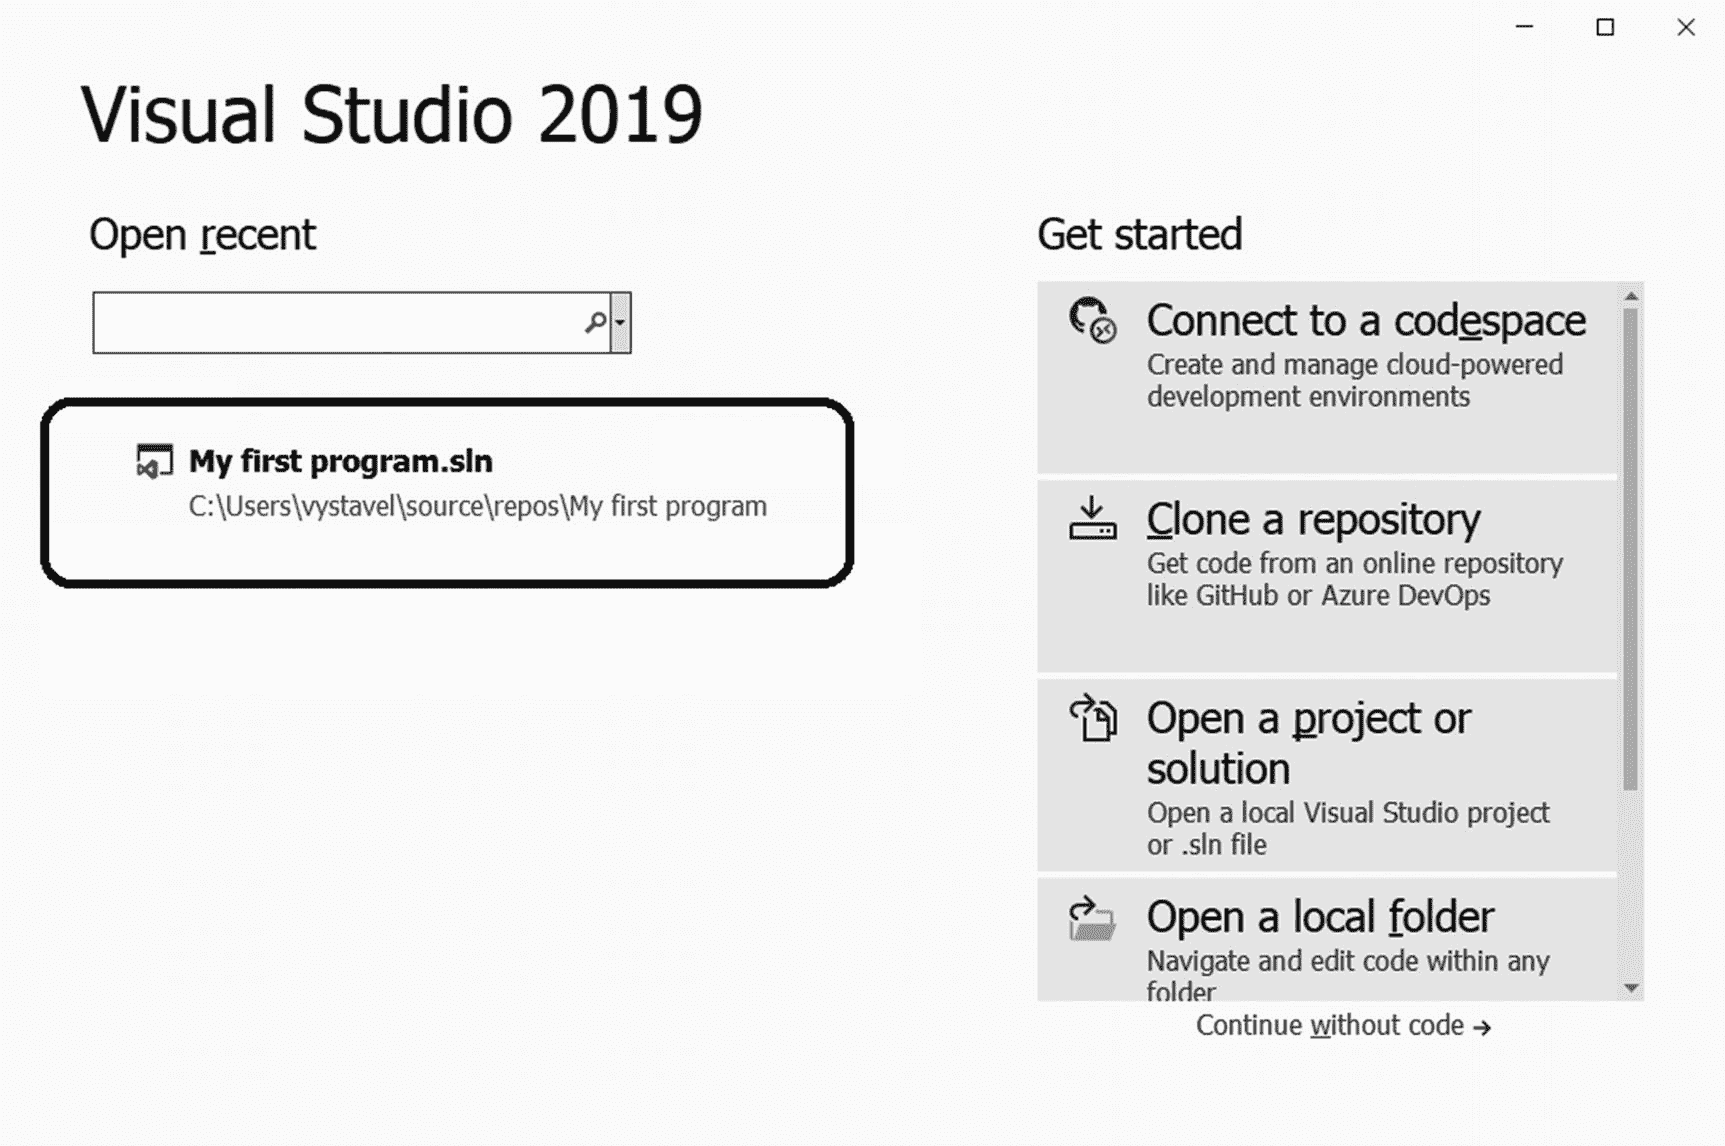 Visual Studio 2019
Open recent
My first program.sln
C:\Users\vystavel\source\repos\My first program
Get started
Connect to a codespace
Create and manage cloud-powered
development environments
Clone a repository
Get code from an online repository
like GitHub or Azure DevOps
Open a project or
solution
Open a local Visual Studio project
or .sln file
Open a local folder
Navigate and edit code within any
folder
Continue without code →